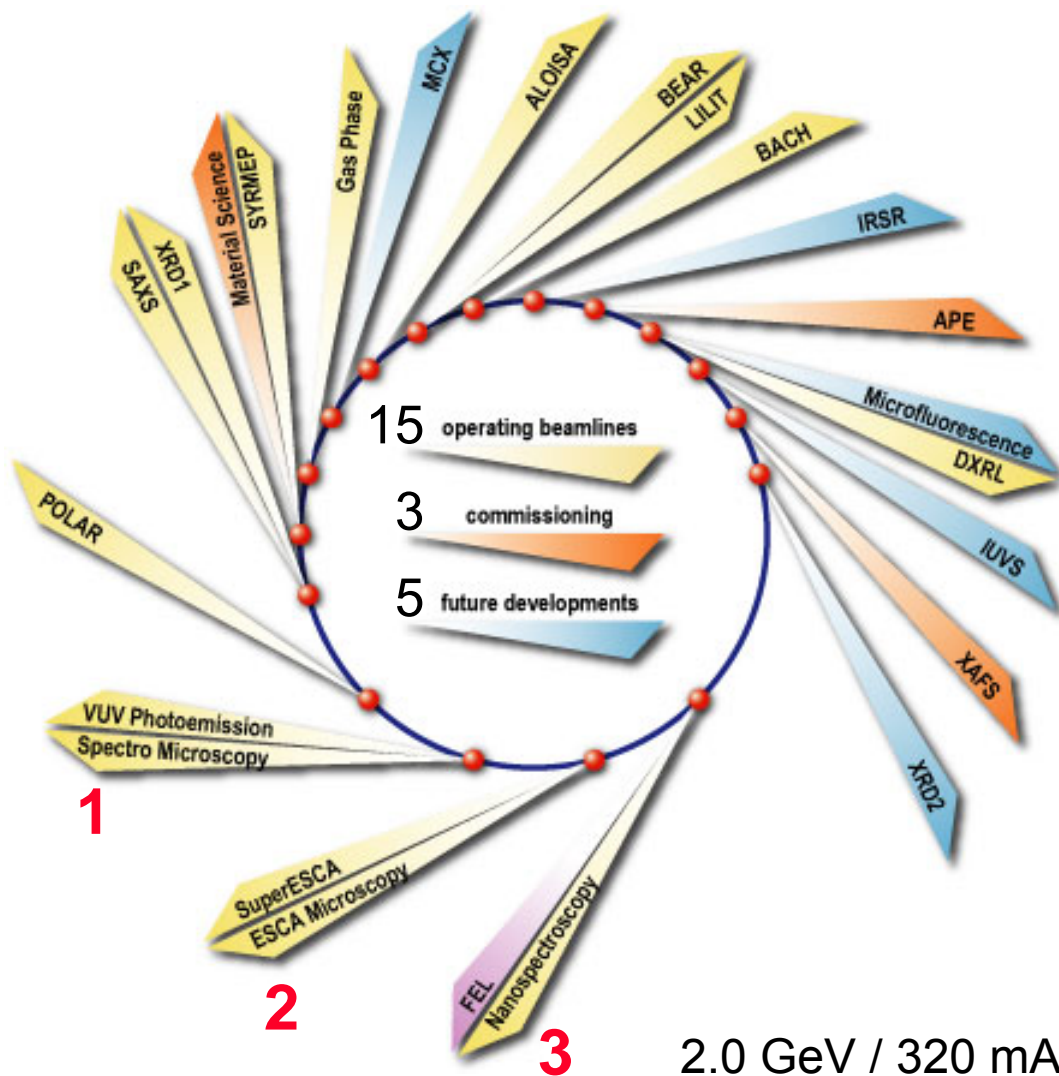 MCX
ALOISA
BEAR
LILIT
BACH
Gas Phase
SYRMEP
Material Science
XRD1
SAXS
IRSR
APE
Microfluorescence
DXRL
IUVS
XAFS
XRD2
15 operating beamlines
3 commissioning
5 future developments
POLAR
VUV Photoemission
Spectro Microscopy
1
SuperESCA
ESCA Microscopy
2
FEL
Nanospectroscopy
3
2.0 GeV / 320 mA